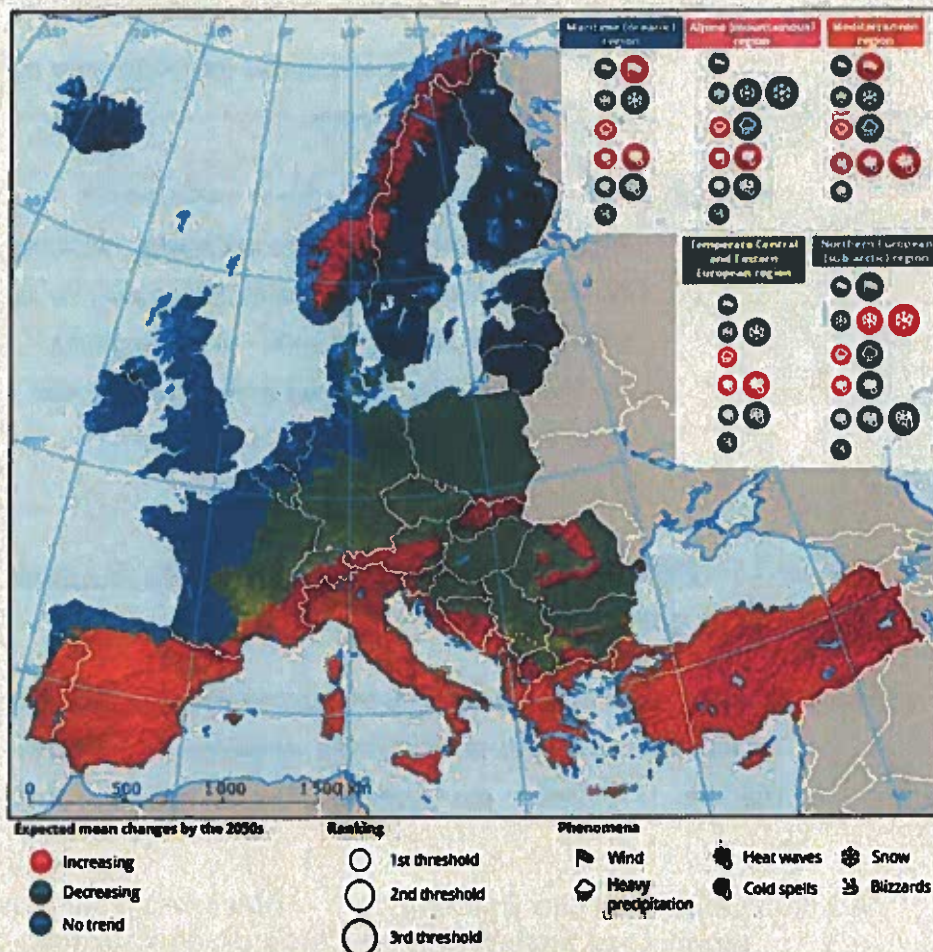 Maritime (oceanic)
region
Alpine (mountainous)
region
Mediterranean
region
Temperate Central
and Eastern
European region
Northern European
(sub arctic) region
0 500 1 000 1 500 km
Expected mean changes by the 2050s
Increasing
Decreasing
No trend
Ranking
1st threshold
2nd threshold
3rd threshold
Phenomena
Wind
Heavy
precipitation
Heat waves
Cold spells
Snow
Blizzards